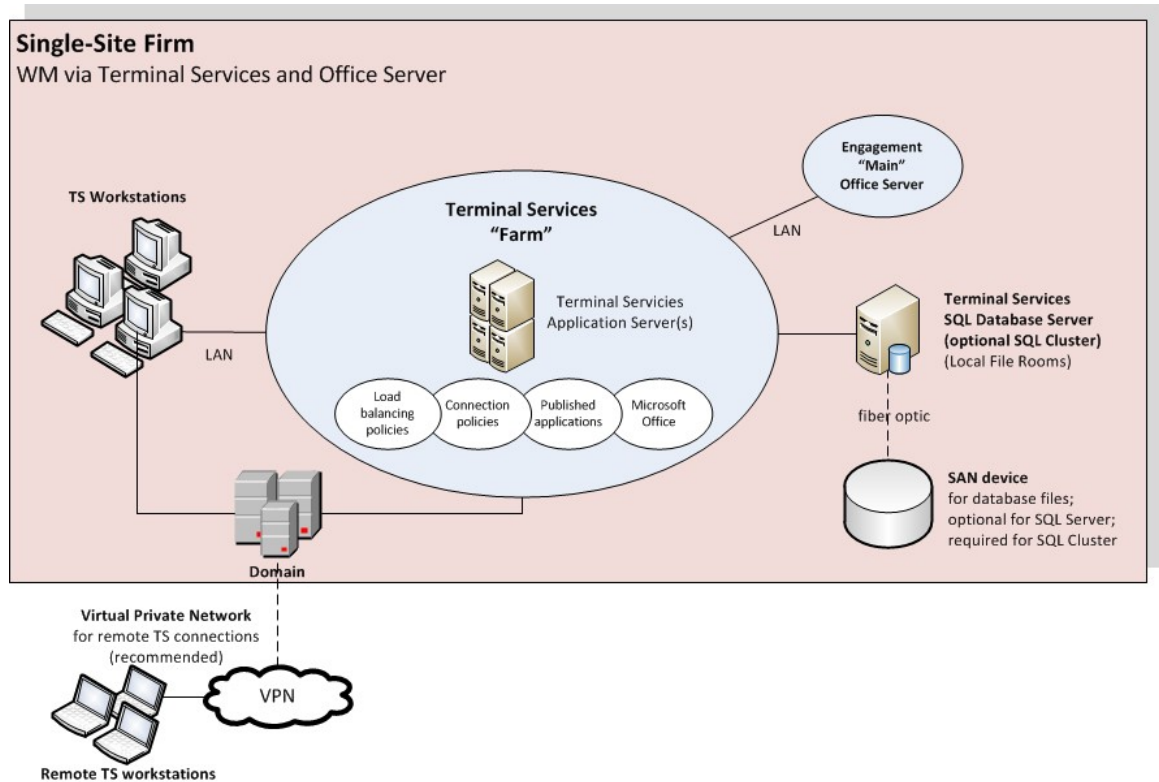 Single-Site Firm
WM via Terminal Services and Office Server
Engagement
“Main”
Office Server
LAN
TS Workstations
LAN
Terminal Services
“Farm”
Terminal Servicies
Application Server(s)
Load
balancing
policies
Connection
policies
Published
applications
Microsoft
Office
Terminal Services
SQL Database Server
(optional SQL Cluster)
(Local File Rooms)
fiber optic
SAN device
for database files;
optional for SQL Server;
required for SQL Cluster
Domain
Virtual Private Network
for remote TS connections
(recommended)
VPN
Remote TS workstations